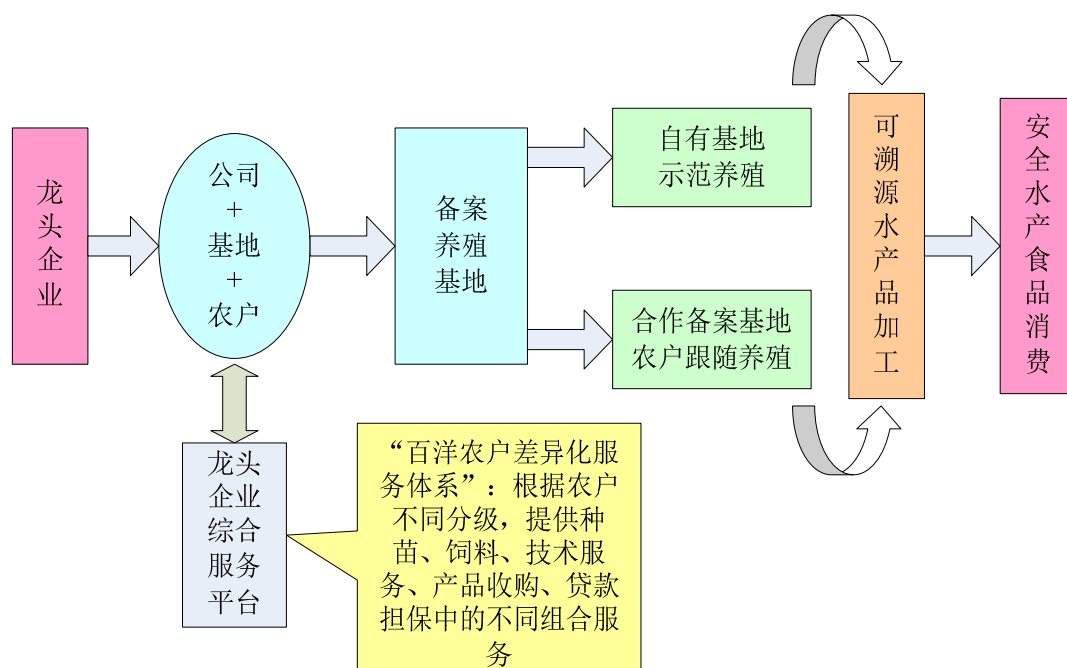 龙头企业
公司
+
基地
+
农户
备案
养殖
基地
自有基地
示范养殖
合作备案基地
农户跟随养殖
可溯源水产品加工
安全水产食品消费
龙头
企业
综合
服务
平台
“百洋农户差异化服
务体系”：根据农户
不同分级，提供种
苗、饲料、技术服
务、产品收购、贷款
担保中的不同组合服
务